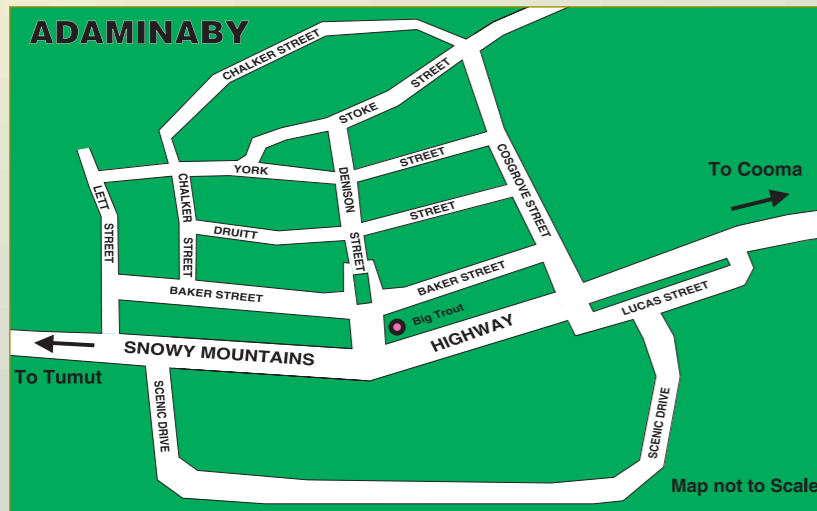 ADAMINABY
CHALKER STREET
STOKE STREET
YORK STREET
DENISON STREET
COSGROVE STREET
To Cooma
LETT STREET
CHALKER STREET
DRUITT STREET
BAKER STREET
BAKER STREET
Big Trout
LUCAS STREET
SNOWY MOUNTAINS HIGHWAY
To Tumut
SCENIC DRIVE
SCENIC DRIVE
Map not to Scale